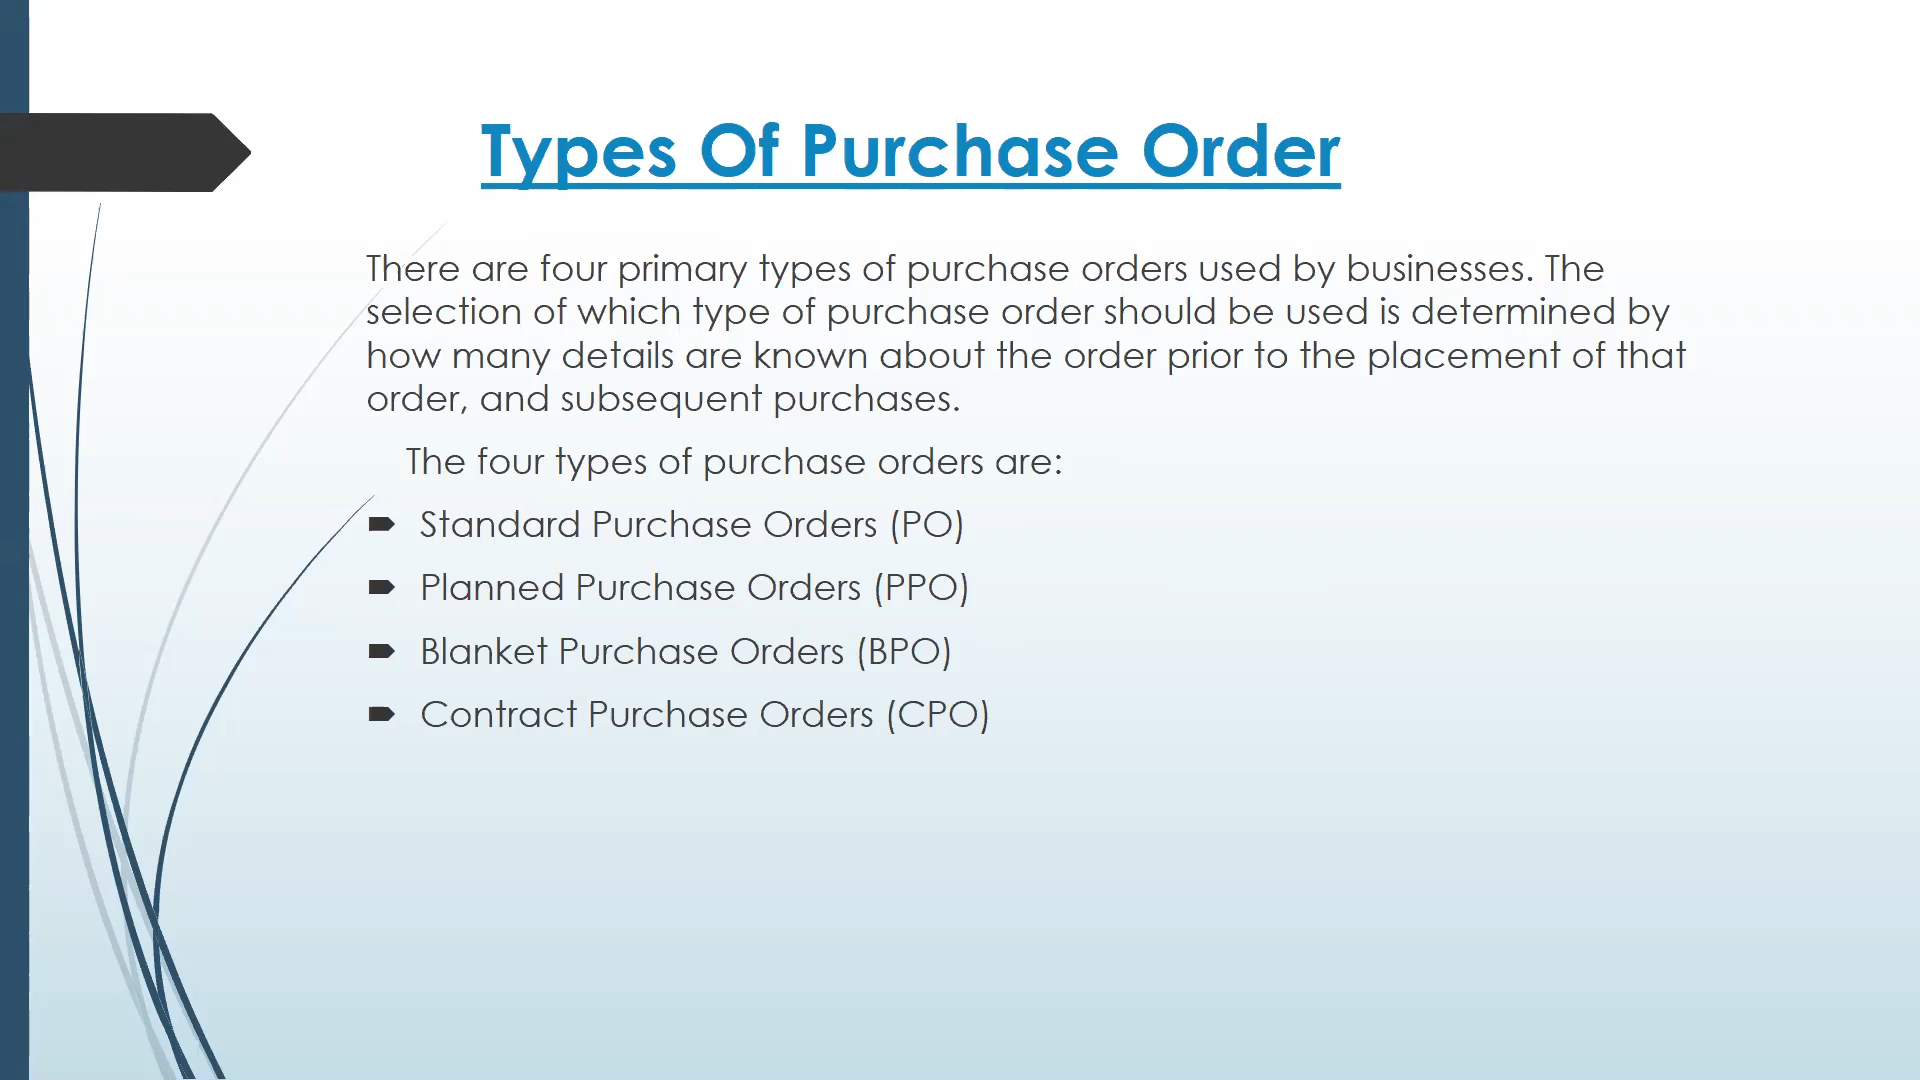 Types Of Purchase Order
There are four primary types of purchase orders used by businesses. The
selection of which type of purchase order should be used is determined by
how many details are known about the order prior to the placement of that
order, and subsequent purchases.
The four types of purchase orders are:
Standard Purchase Orders (PO)
Planned Purchase Orders (PPO)
Blanket Purchase Orders (BPO)
Contract Purchase Orders (CPO)